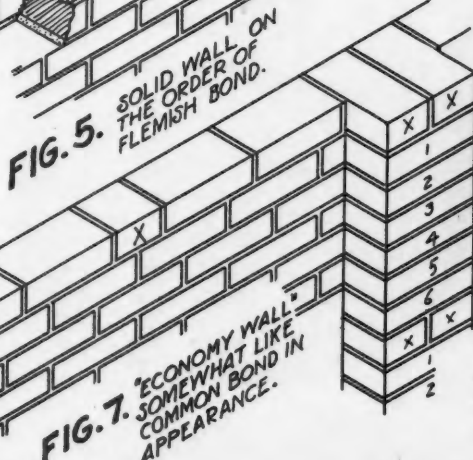 FIG. 5. SOLID WALL ON
THE ORDER OF
FLEMISH BOND.
X X
1
2
3
4
5
6
X X
1
2
X
FIG. 7. "ECONOMY WALL"
SOMEWHAT LIKE
COMMON BOND IN
APPEARANCE.